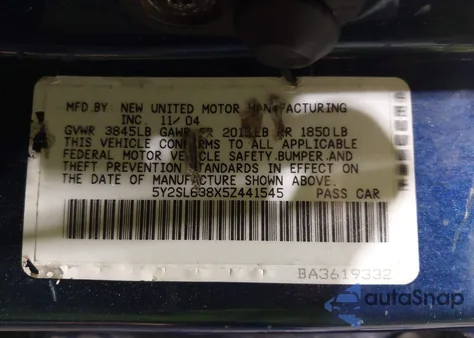 MFD.BY NEW UNITED MOTOR MANUFACTURING
INC. 11/04
GVWR 3845LB GAWR FR 2015LB RR 1850LB
THIS VEHICLE CONFORMS TO ALL APPLICABLE
FEDERAL MOTOR VEHICLE SAFETY,BUMPER,AND
THEFT PREVENTION STANDARDS IN EFFECT ON
THE DATE OF MANUFACTURE SHOWN ABOVE.
5Y2SL638X5Z441545 PASS CAR
BA3619332
autoSnap